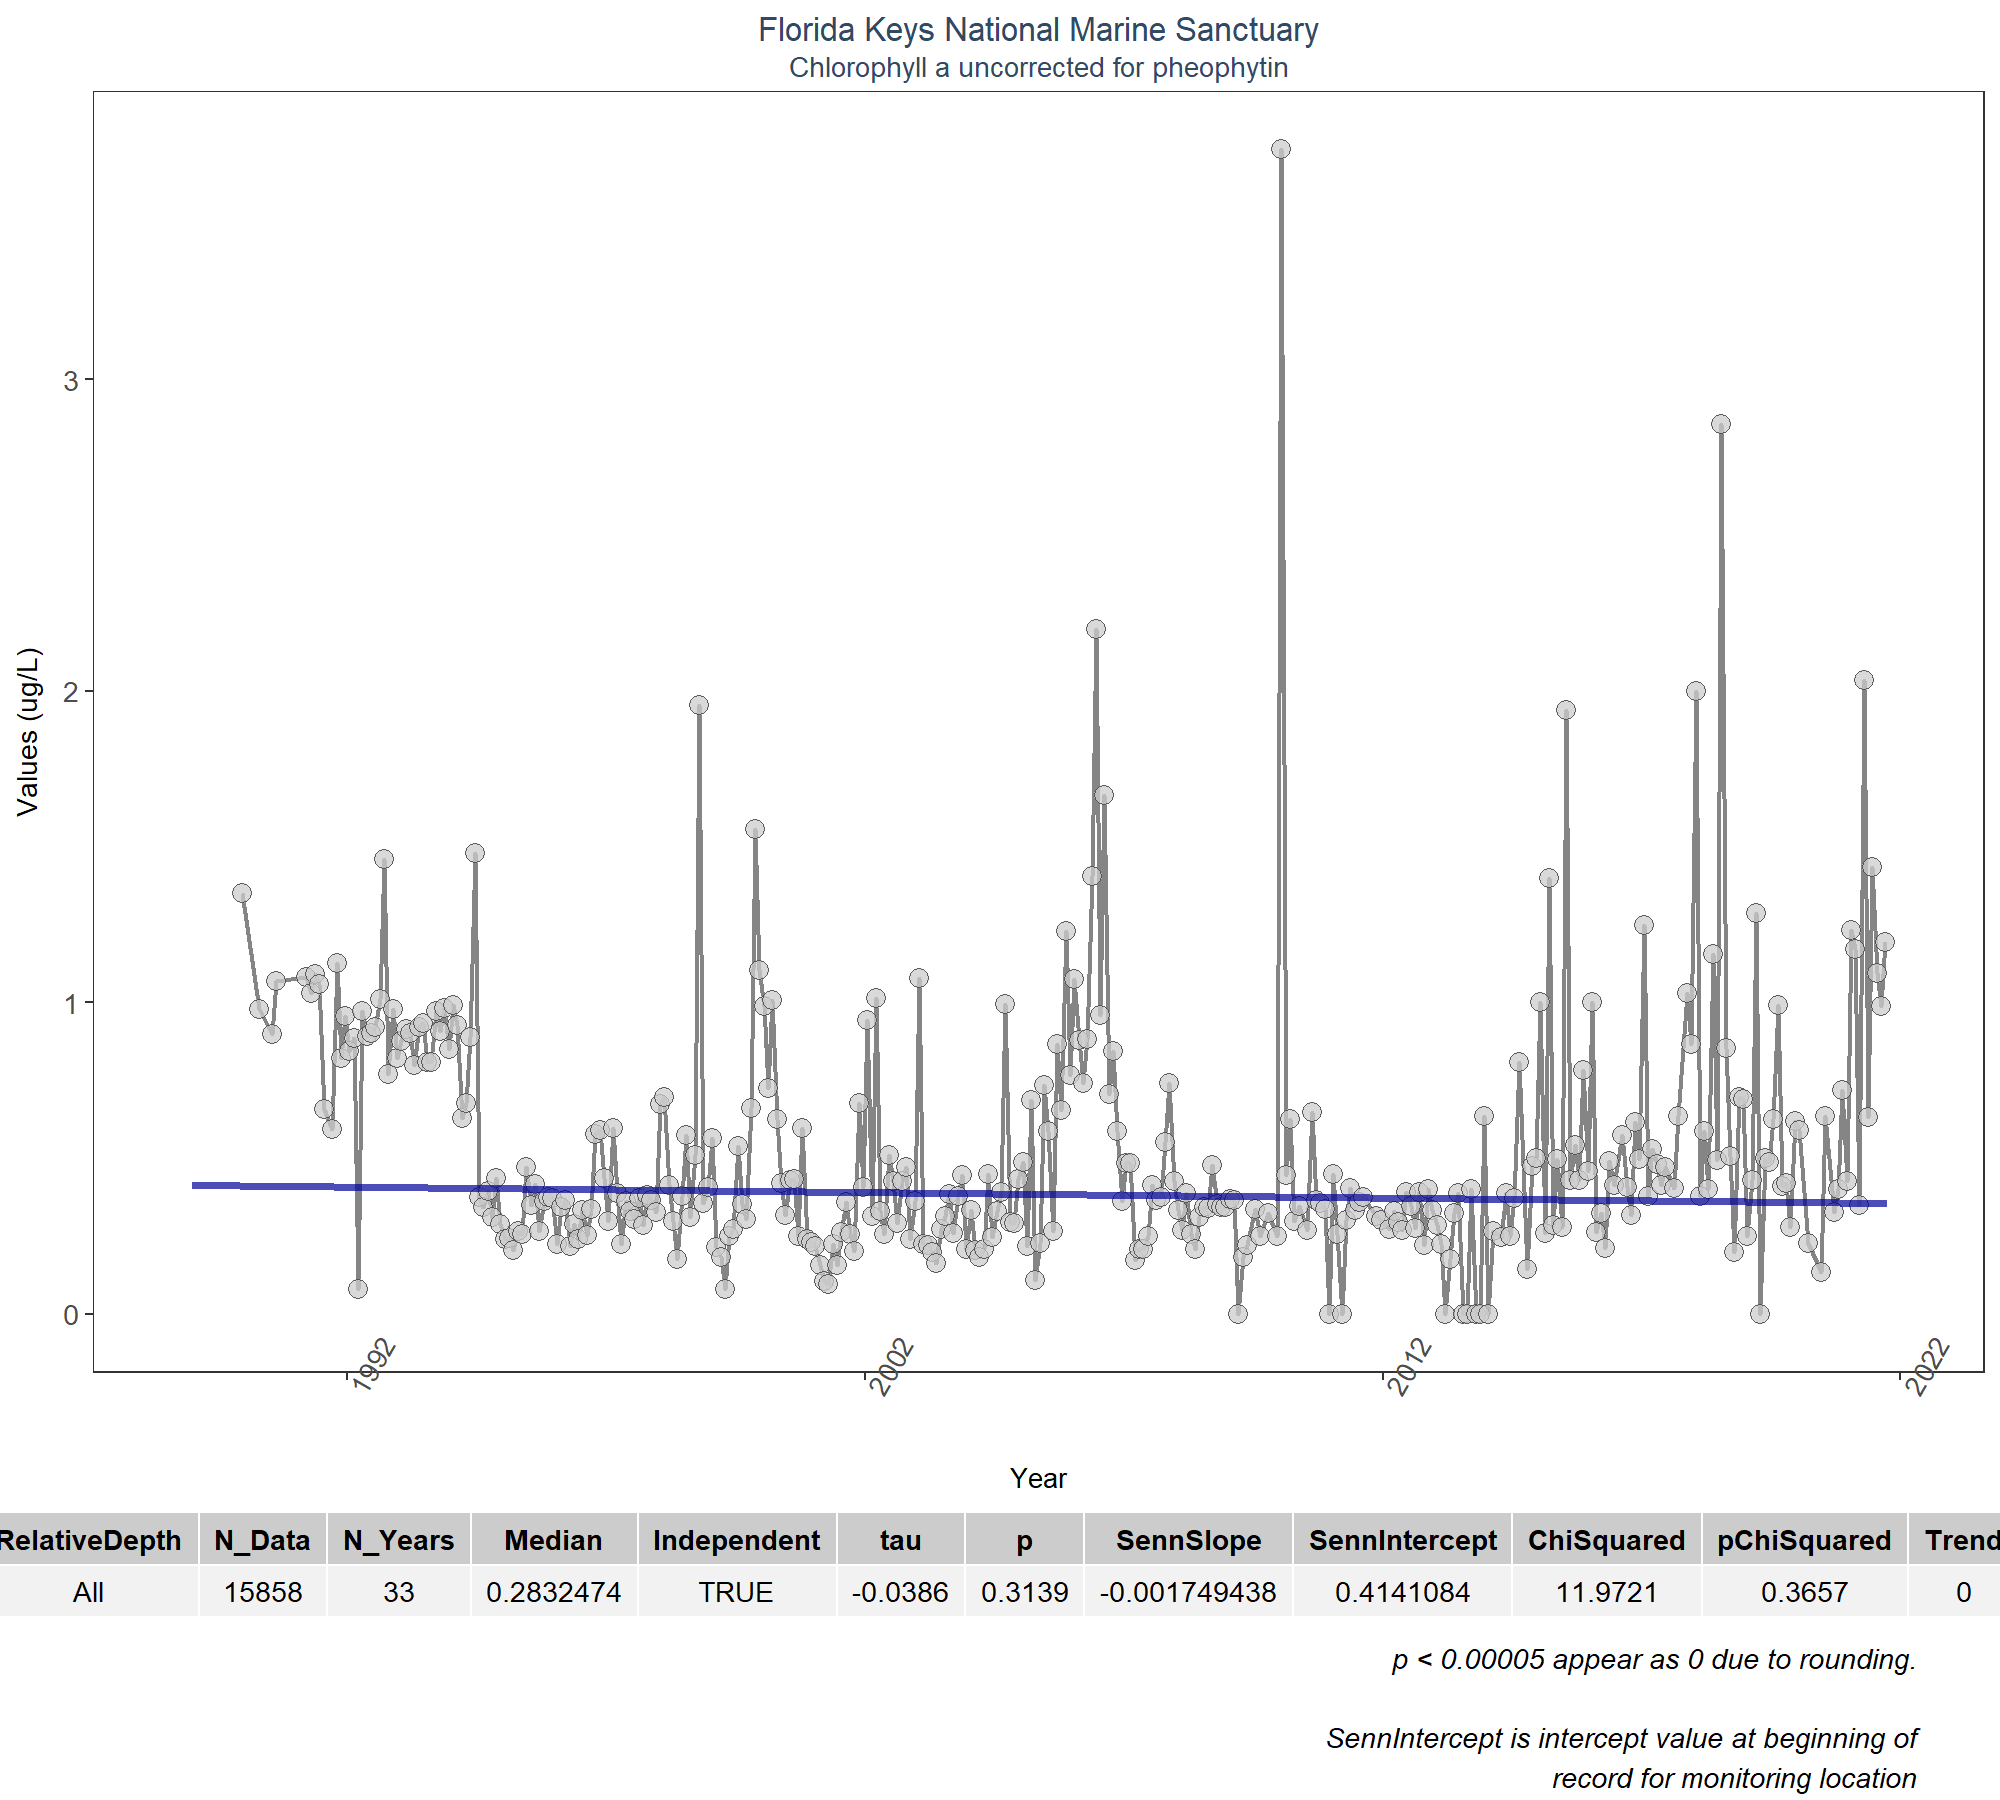 Florida Keys National Marine Sanctuary
Chlorophyll a uncorrected for pheophytin
Values (ug/L)
3
2
1
0
1992
2002
2012
2022
Year
RelativeDepth N_Data N_Years Median Independent tau p SennSlope SennIntercept ChiSquared pChiSquared Trend
All 15858 33 0.2832474 TRUE -0.0386 0.3139 -0.001749438 0.4141084 11.9721 0.3657 0
p < 0.00005 appear as 0 due to rounding.
SennIntercept is intercept value at beginning of
record for monitoring location